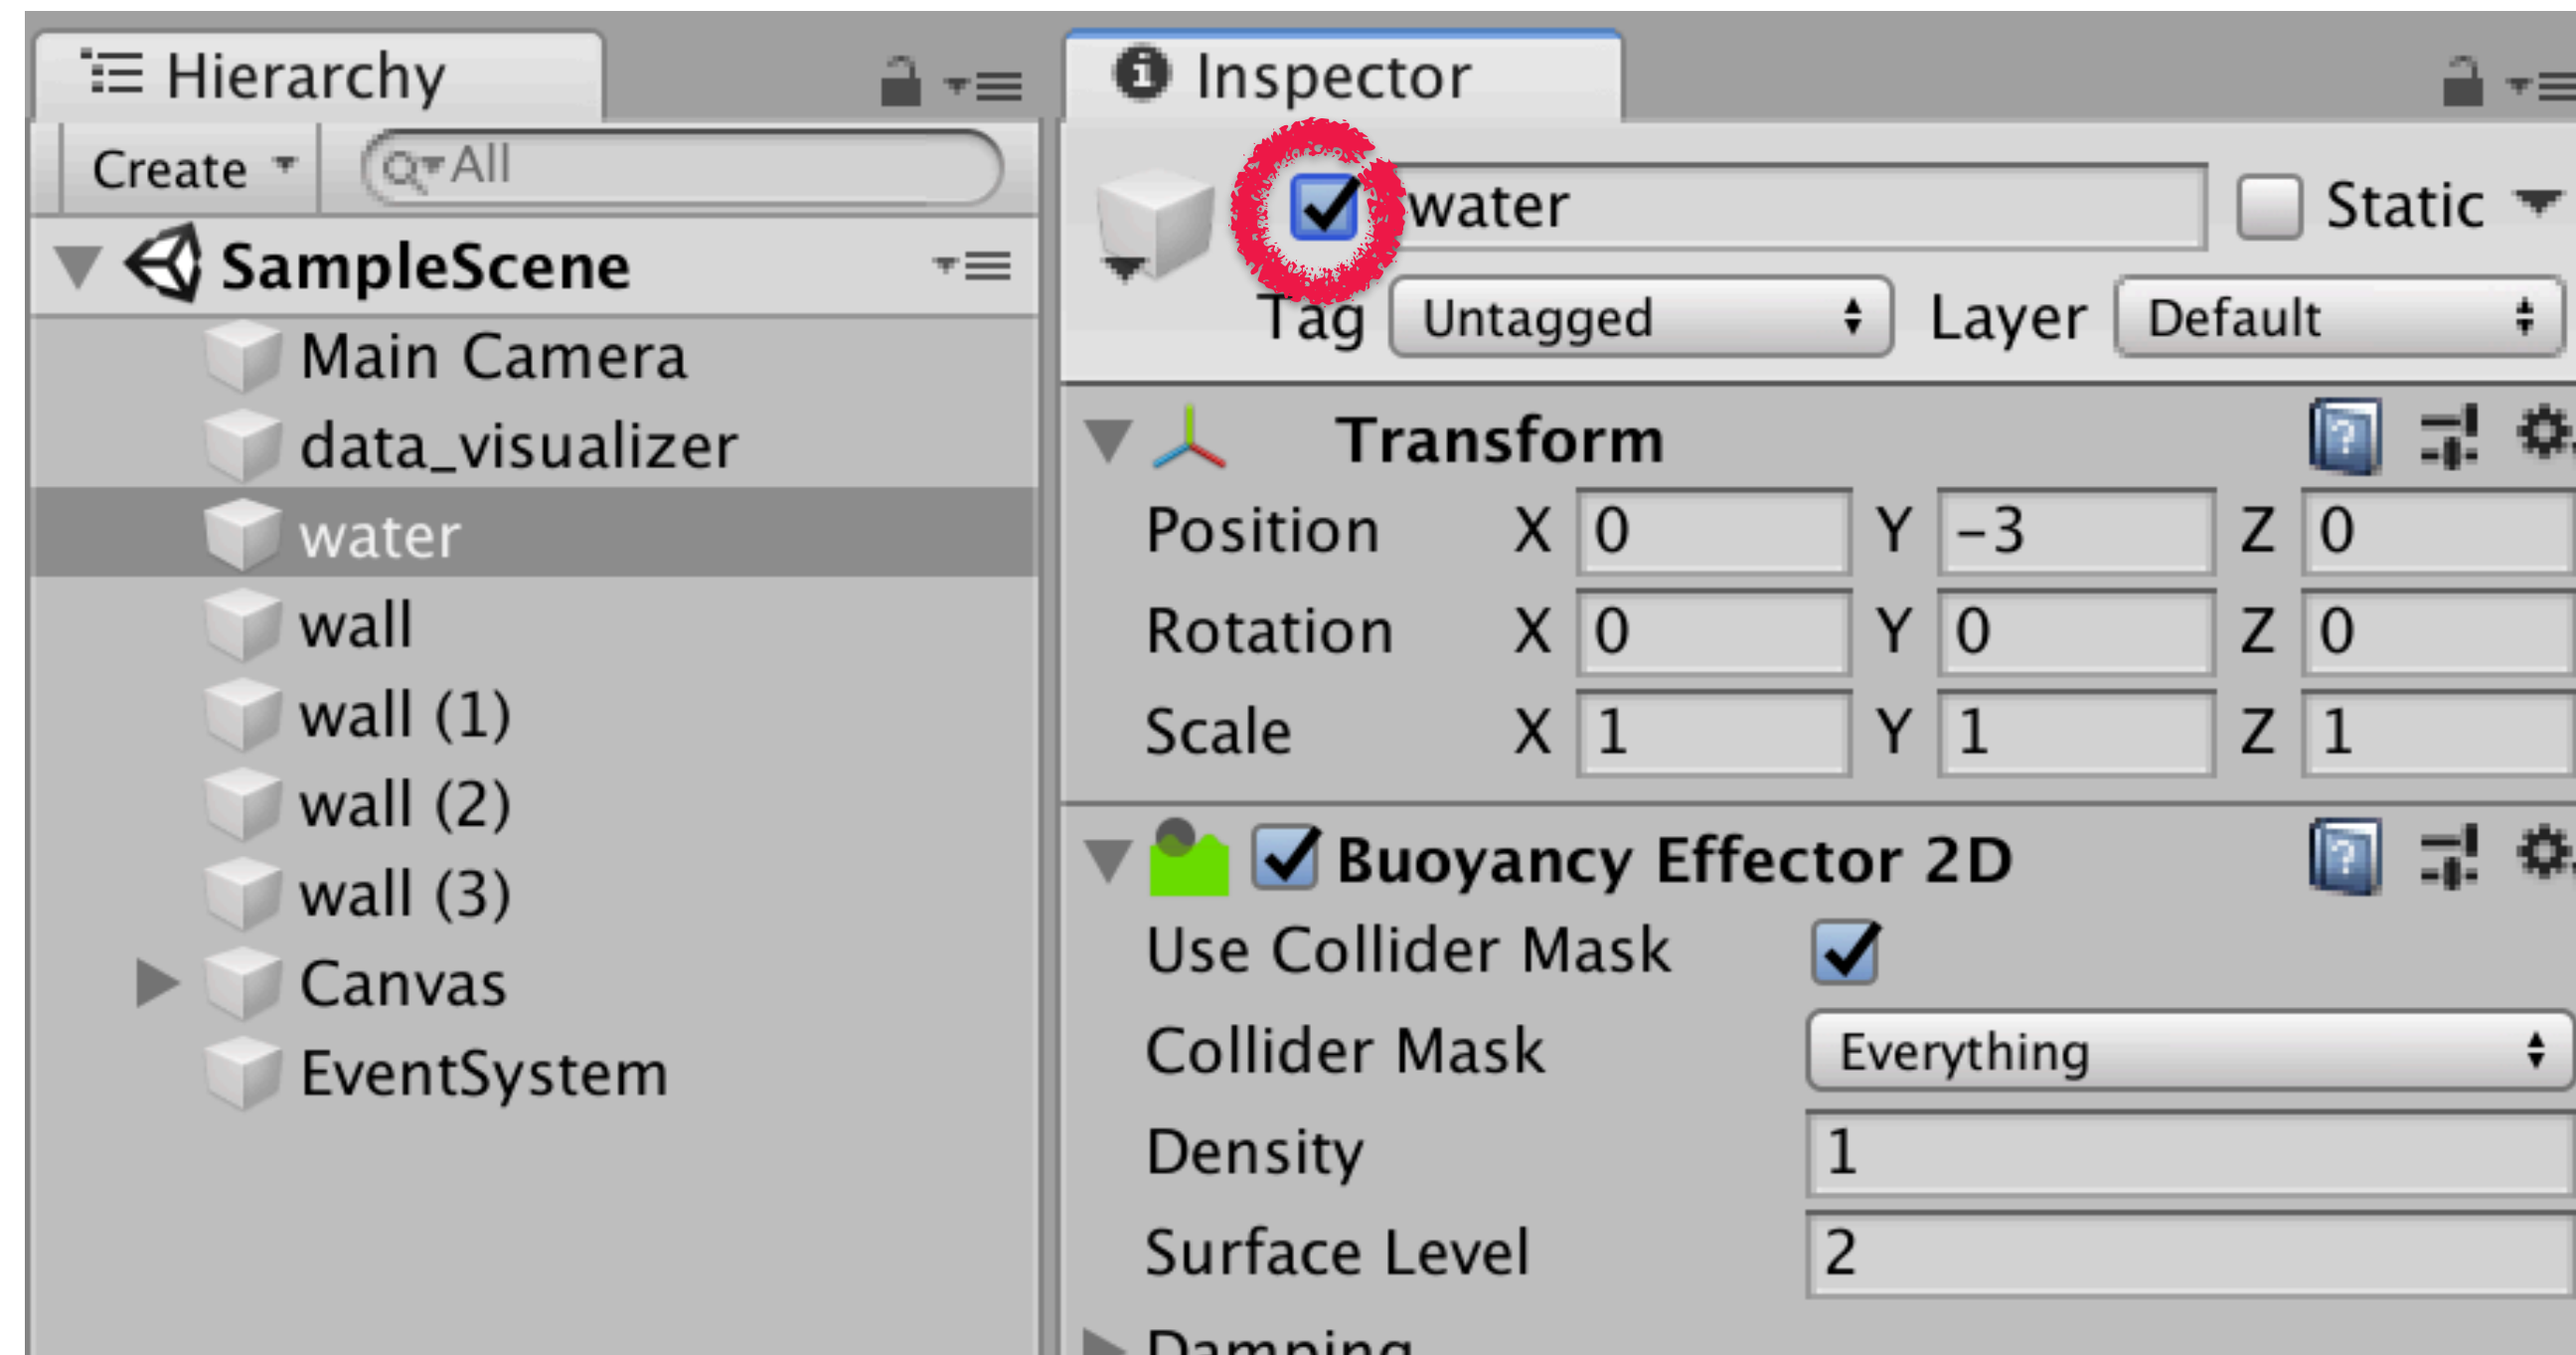 Hierarchy
Create
All
SampleScene
Main Camera
data_visualizer
water
wall
wall (1)
wall (2)
wall (3)
Canvas
EventSystem
Inspector
water Static
Tag Untagged Layer Default
Transform
Position X 0 Y -3 Z 0
Rotation X 0 Y 0 Z 0
Scale X 1 Y 1 Z 1
Buoyancy Effector 2D
Use Collider Mask
Collider Mask Everything
Density 1
Surface Level 2
Damping